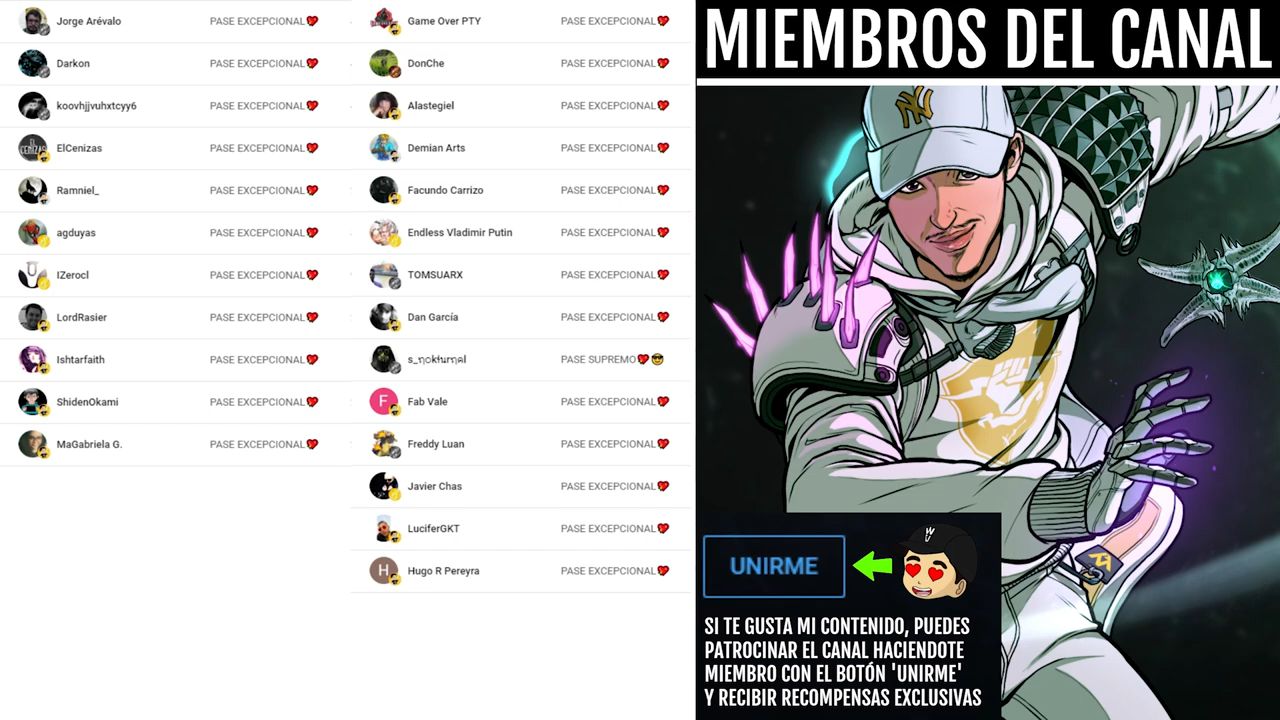 Jorge Arévalo PASE EXCEPCIONAL
Darkon PASE EXCEPCIONAL
koovhjjvuhxtcyy6 PASE EXCEPCIONAL
ElCenizas PASE EXCEPCIONAL
Ramniel_ PASE EXCEPCIONAL
agduyas PASE EXCEPCIONAL
IZerocl PASE EXCEPCIONAL
LordRasier PASE EXCEPCIONAL
Ishtarfaith PASE EXCEPCIONAL
ShidenOkami PASE EXCEPCIONAL
MaGabriela G. PASE EXCEPCIONAL
Game Over PTY PASE EXCEPCIONAL
DonChe PASE EXCEPCIONAL
Alastegiel PASE EXCEPCIONAL
Demian Arts PASE EXCEPCIONAL
Facundo Carrizo PASE EXCEPCIONAL
Endless Vladimir Putin PASE EXCEPCIONAL
TOMSUARX PASE EXCEPCIONAL
Dan García PASE EXCEPCIONAL
PASE SUPREMO
F Fab Vale PASE EXCEPCIONAL
Freddy Luan PASE EXCEPCIONAL
Javier Chas PASE EXCEPCIONAL
LuciferGKT PASE EXCEPCIONAL
H Hugo R Pereyra PASE EXCEPCIONAL
MIEMBROS DEL CANAL
NY
UNIRME
SI TE GUSTA MI CONTENIDO, PUEDES
PATROCINAR EL CANAL HACIENDOTE
MIEMBRO CON EL BOTÓN 'UNIRME'
Y RECIBIR RECOMPENSAS EXCLUSIVAS